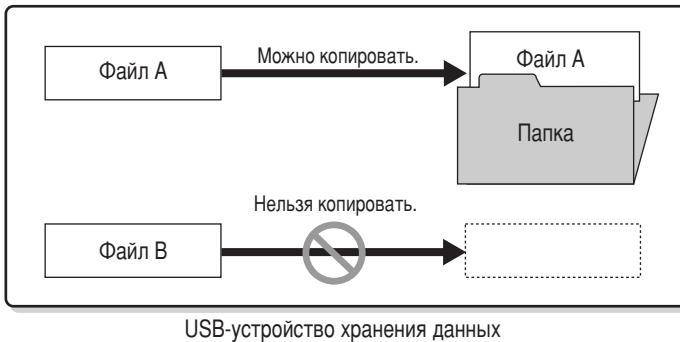 Файл A
Можно копировать.
Файл A
Папка
Нельзя копировать.
Файл B
USB-устройство хранения данных